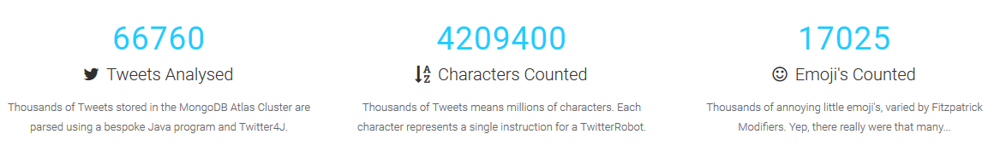 66760
Tweets Analysed
Thousands of Tweets stored in the MongoDB Atlas Cluster are
parsed using a bespoke Java program and Twitter4J.
4209400
Characters Counted
Thousands of Tweets means millions of characters. Each
character represents a single instruction for a TwitterRobot.
17025
Emoji's Counted
Thousands of annoying little emoji's, varied by Fitzpatrick
Modifiers. Yep, there really were that many...